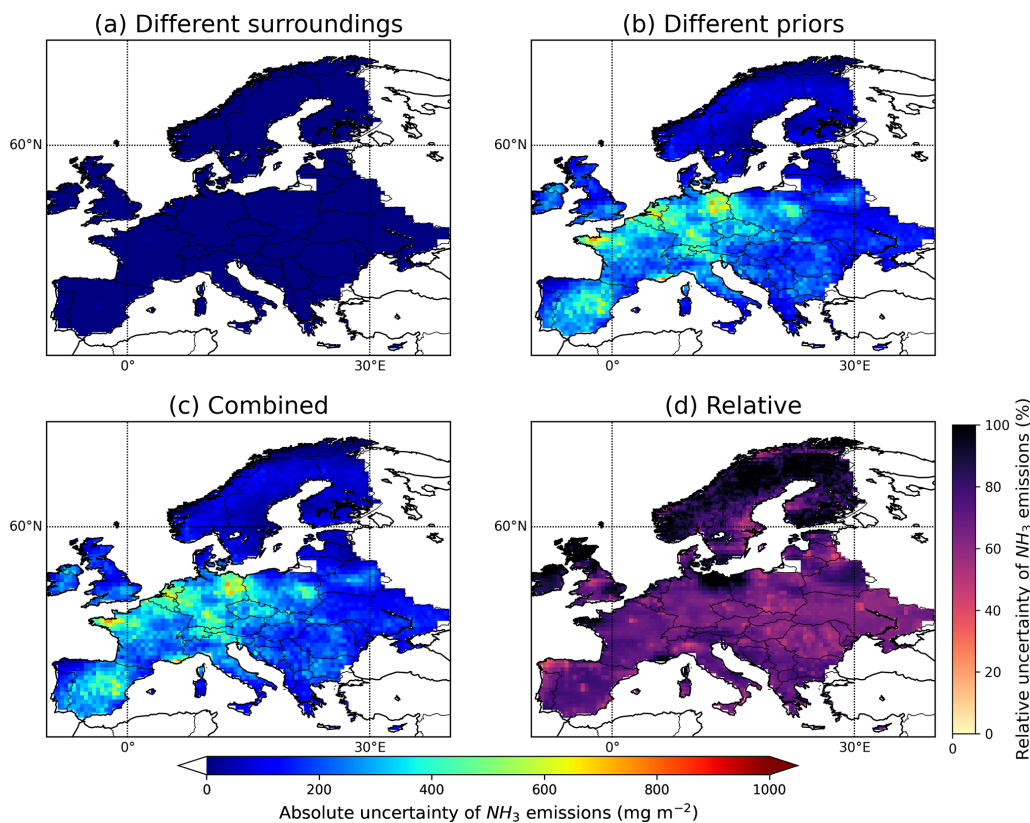 (a) Different surroundings
(b) Different priors
60°N
0°
30°E
0°
30°E
(c) Combined
(d) Relative
60°N
0°
30°E
0°
30°E
100
80
60
40
20
0
0
Relative uncertainty of NH₃ emissions (%)
0
200
400
600
800
1000
Absolute uncertainty of NH₃ emissions (mg m⁻²)